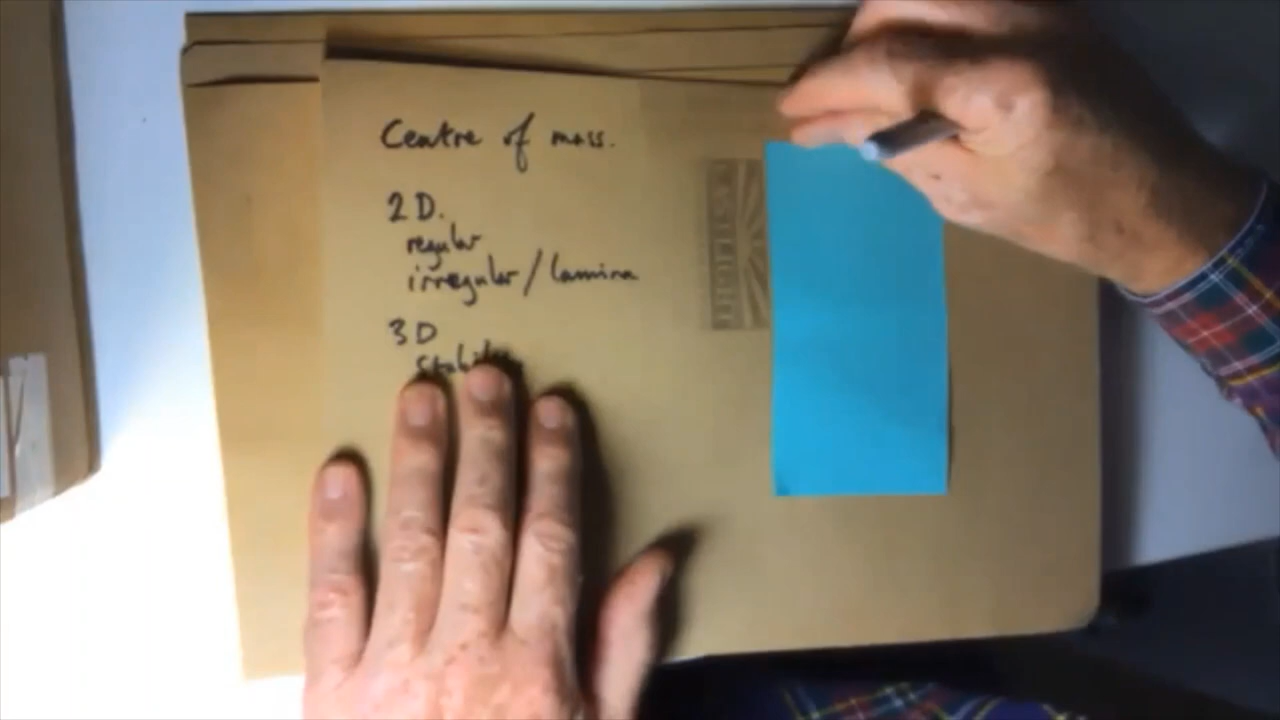 Centre of mass.
2D.
regular
irregular / lamina
3D